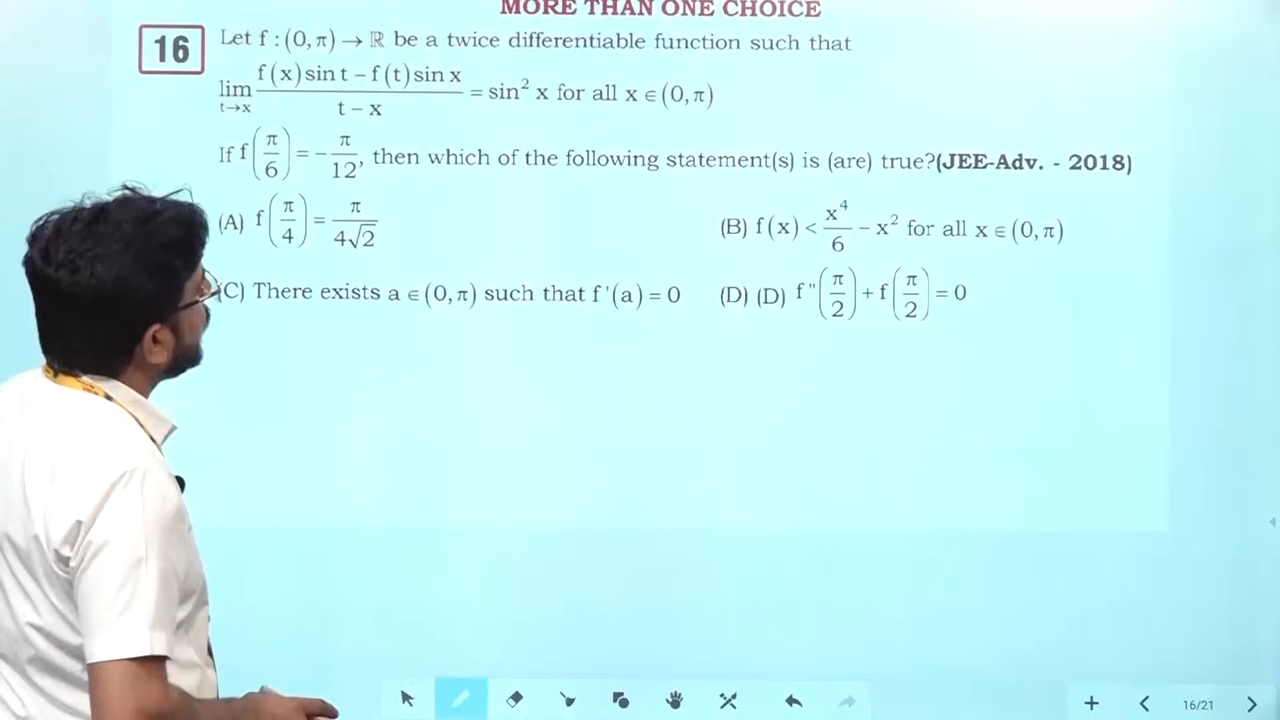 MORE THAN ONE CHOICE
16 Let f : (0, π) → ℝ be a twice differentiable function such that
lim t→x (f(x) sin t − f(t) sin x)/(t − x) = sin² x for all x ∈ (0, π)
If f(π/6) = −π/12, then which of the following statement(s) is (are) true?(JEE-Adv. - 2018)
(A) f(π/4) = π/(4√2) (B) f(x) < x⁴/6 − x² for all x ∈ (0, π)
(C) There exists a ∈ (0, π) such that f'(a) = 0 (D) (D) f"(π/2) + f(π/2) = 0
16/21